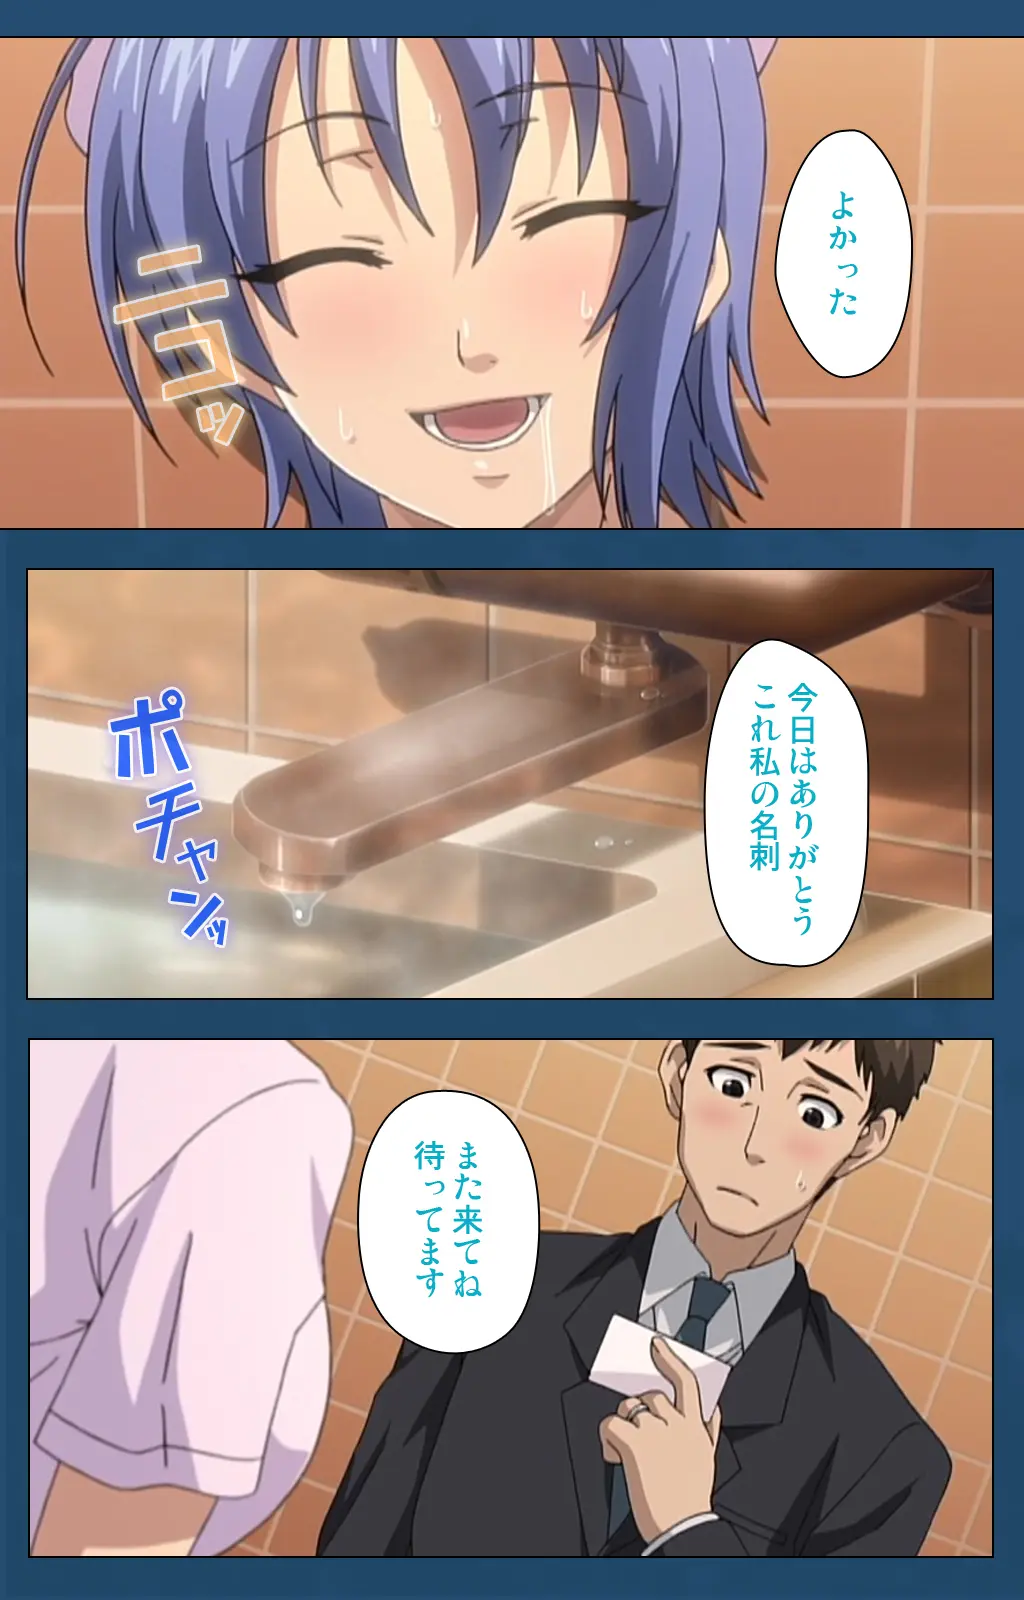 よかった
ニコッ
今日はありがとう
これ私の名刺
ポチャンッ
また来てね
待ってます